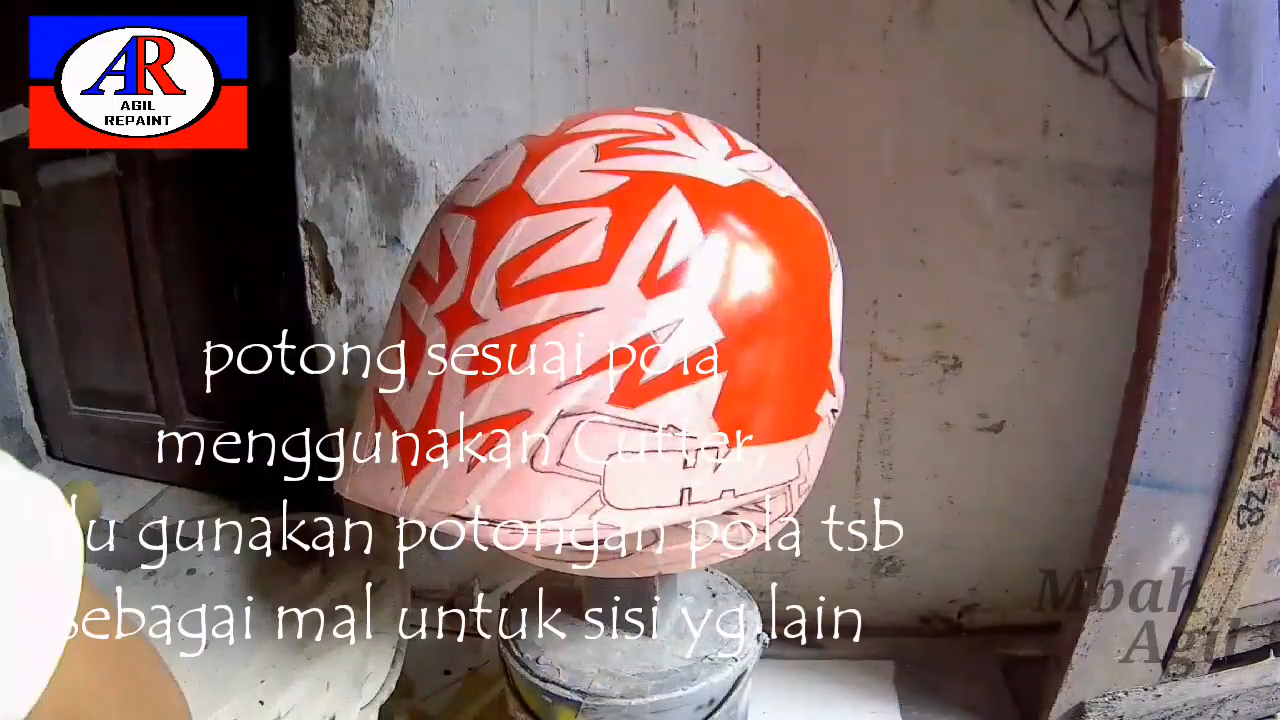 AR
AGIL
REPAINT
potong sesuai pola
menggunakan Cutter,
gunakan potongan pola tsb
sebagai mal untuk sisi yg lain
Mbah
Agil